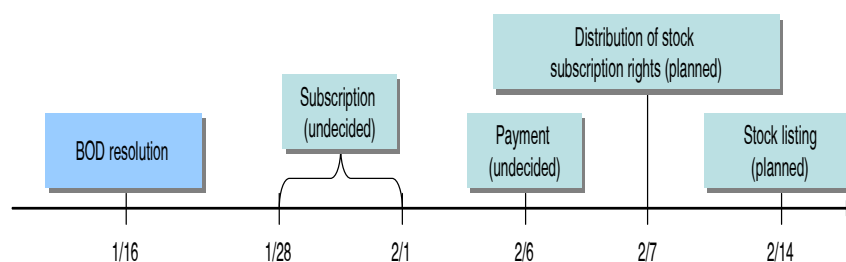 Distribution of stock
subscription rights (planned)
Subscription
(undecided)
BOD resolution
Payment
(undecided)
Stock listing
(planned)
1/16
1/28
2/1
2/6
2/7
2/14